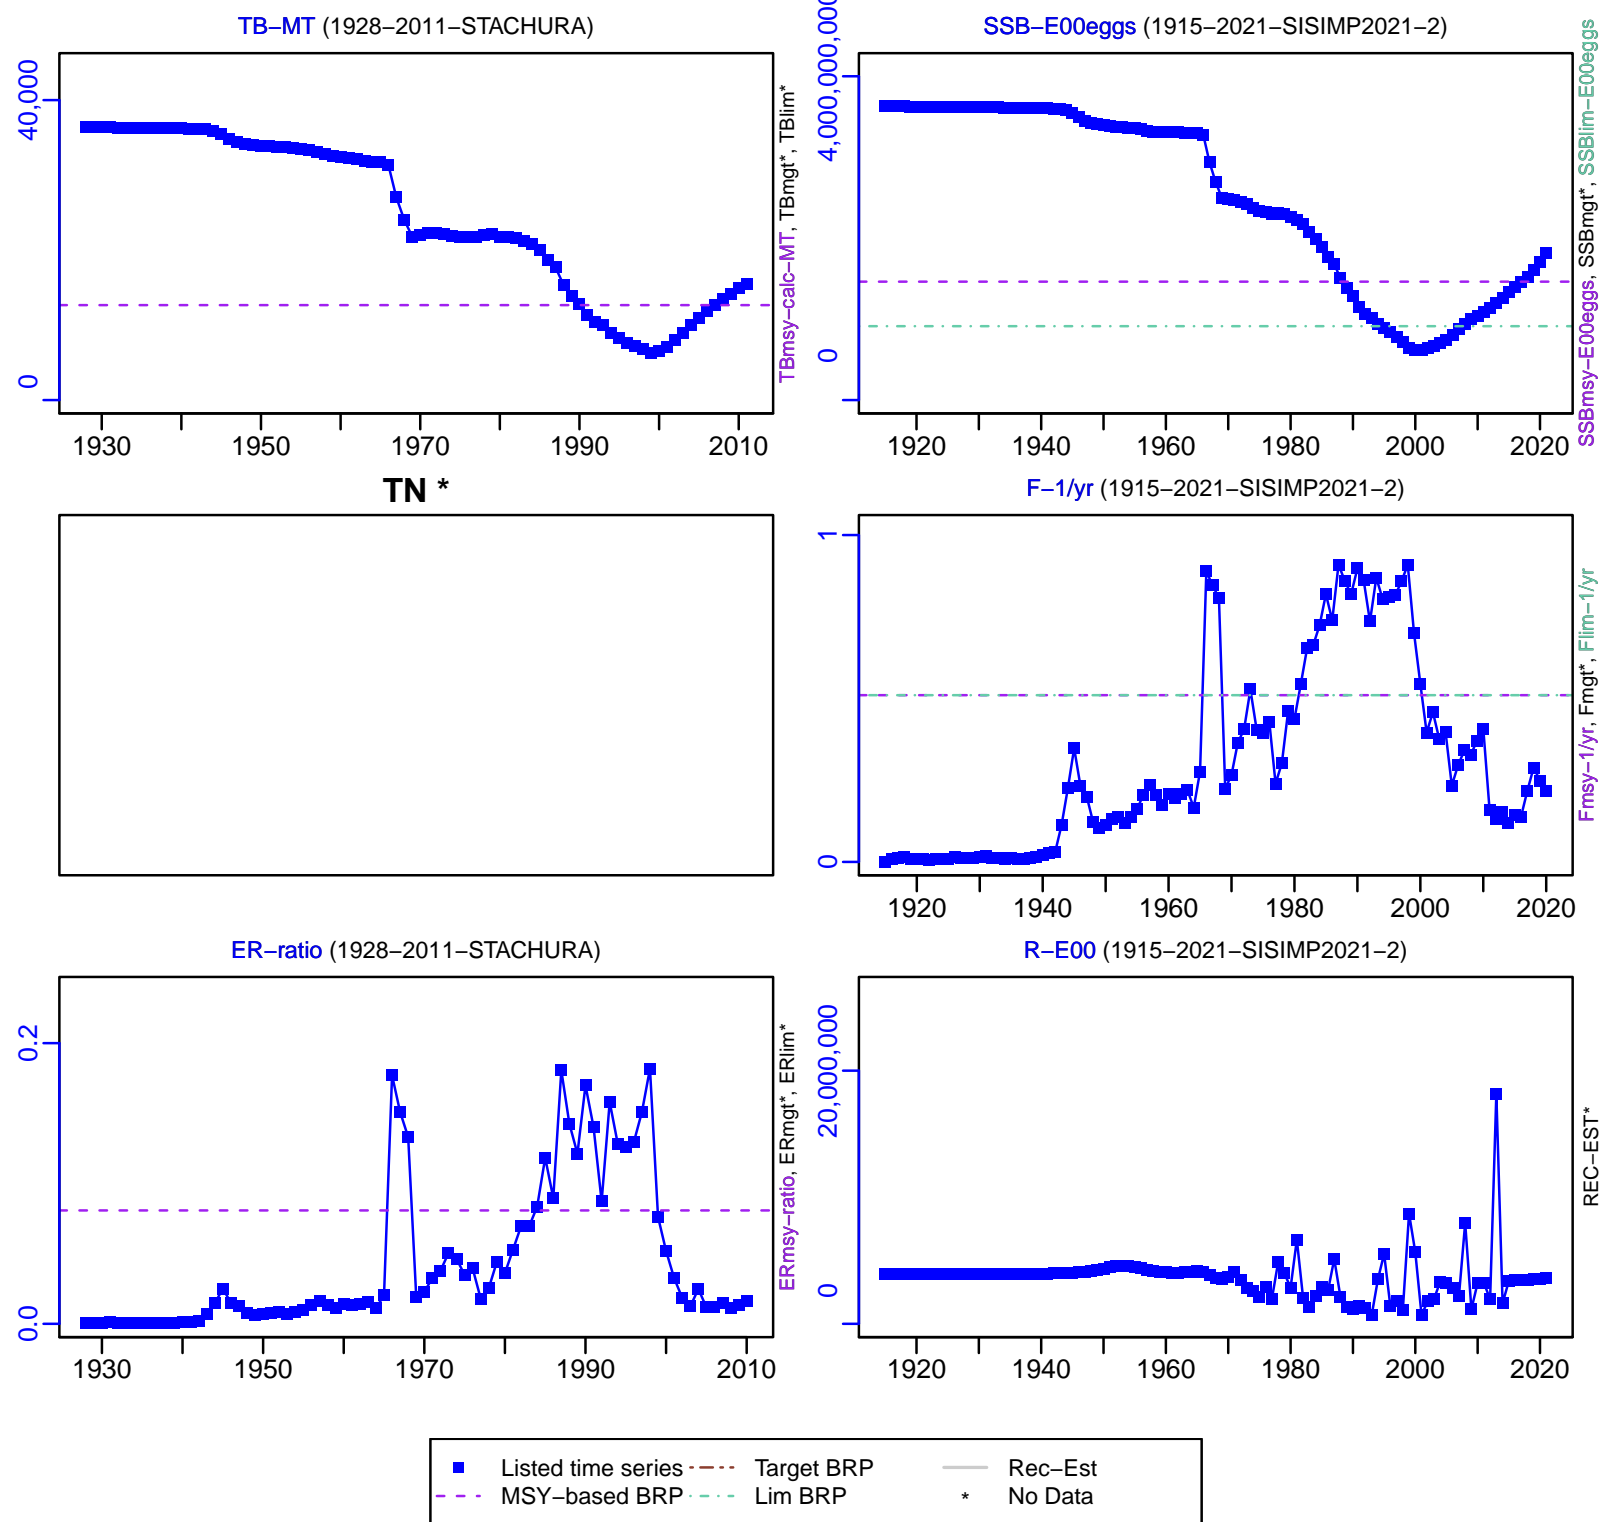 TB−MT (1928−2011−STACHURA)
40,000
0
1930 1950 1970 1990 2010
TBmsy−calc−MT, TBmgt*, TBlim*
SSB−E00eggs (1915−2021−SISIMP2021−2)
4,000,000,000
0
1920 1940 1960 1980 2000 2020
SSBmsy−E00eggs, SSBmgt*, SSBlim−E00eggs
TN *
F−1/yr (1915−2021−SISIMP2021−2)
1
0
1920 1940 1960 1980 2000 2020
Fmsy−1/yr, Fmgt*, Flim−1/yr
ER−ratio (1928−2011−STACHURA)
0.2
0.0
1930 1950 1970 1990 2010
ERmsy−ratio, ERmgt*, ERlim*
R−E00 (1915−2021−SISIMP2021−2)
20,000,000
0
1920 1940 1960 1980 2000 2020
REC−EST*
Listed time series Target BRP Rec−Est
MSY−based BRP Lim BRP * No Data